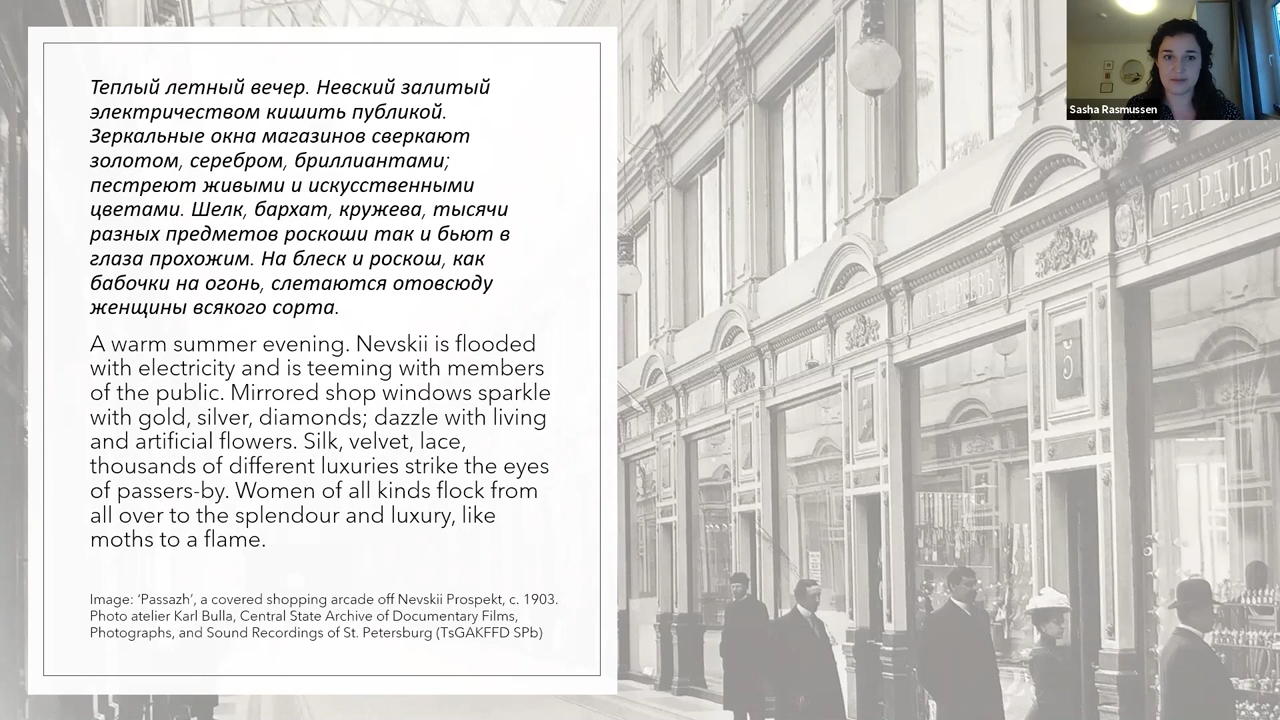 Теплый летный вечер. Невский залитый
электричеством кишить публикой.
Зеркальные окна магазинов сверкают
золотом, серебром, бриллиантами;
пестреют живыми и искусственными
цветами. Шелк, бархат, кружева, тысячи
разных предметов роскоши так и бьют в
глаза прохожим. На блеск и роскош, как
бабочки на огонь, слетаются отовсюду
женщины всякого сорта.
A warm summer evening. Nevskii is flooded
with electricity and is teeming with members
of the public. Mirrored shop windows sparkle
with gold, silver, diamonds; dazzle with living
and artificial flowers. Silk, velvet, lace,
thousands of different luxuries strike the eyes
of passers-by. Women of all kinds flock from
all over to the splendour and luxury, like
moths to a flame.
Image: ‘Passazh’, a covered shopping arcade off Nevskii Prospekt, c. 1903.
Photo atelier Karl Bulla, Central State Archive of Documentary Films,
Photographs, and Sound Recordings of St. Petersburg (TsGAKFFD SPb)
Sasha Rasmussen